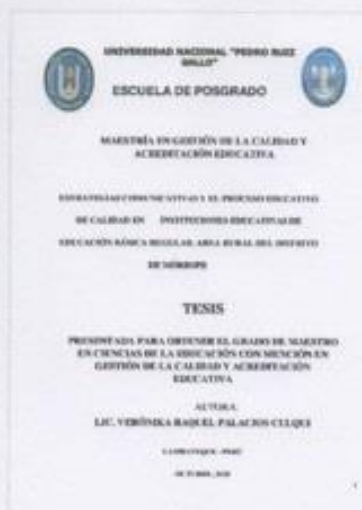 UNIVERSIDAD NACIONAL "PEDRO RUIZ
GALLO"
ESCUELA DE POSGRADO
MAESTRÍA EN GESTIÓN DE LA CALIDAD Y
ACREDITACIÓN EDUCATIVA
ESTRATEGIAS COMUNICATIVAS Y EL PROCESO EDUCATIVO
DE CALIDAD EN INSTITUCIONES EDUCATIVAS DE
EDUCACIÓN BÁSICA REGULAR, AREA RURAL DEL DISTRITO
DE MÓRROPE
TESIS
PRESENTADA PARA OBTENER EL GRADO DE MAESTRO
EN CIENCIAS DE LA EDUCACIÓN CON MENCIÓN EN
GESTIÓN DE LA CALIDAD Y ACREDITACIÓN
EDUCATIVA
AUTORA
LIC. VERÓNIKA RAQUEL PALACIOS CULQUI
LAMBAYEQUE - PERÚ
OCTUBRE,